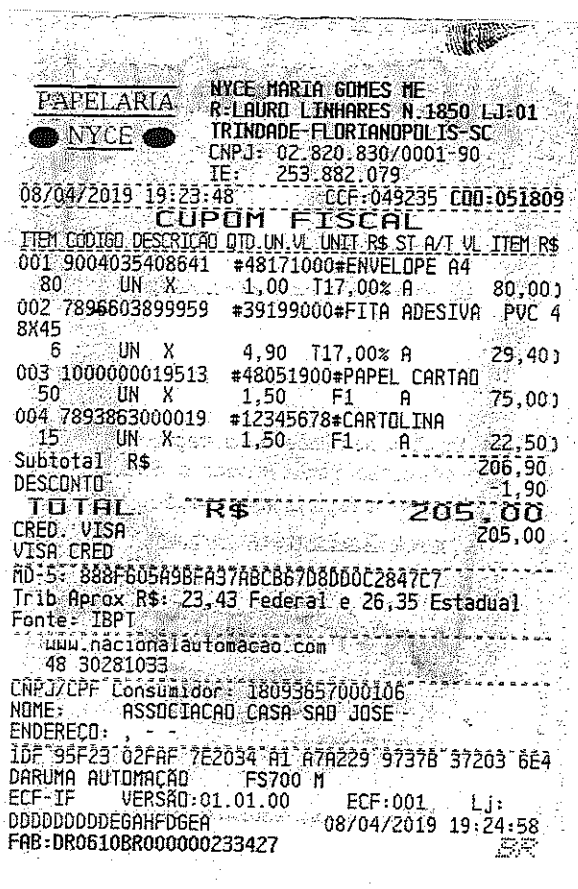 PAPELARIA
NYCE
NYCE MARIA GOMES ME
R:LAURO LINHARES N.1850 LJ:01
TRINDADE-FLORIANOPOLIS-SC
CNPJ: 02.820.830/0001-90
IE: 253.882.079
08/04/2019 19:23:48 CCF:049235 COO:051809
CUPOM FISCAL
ITEM CÓDIGO DESCRIÇÃO QTD.UN.VL UNIT R$ ST A/T VL ITEM R$
001 9004035408641 #48171000#ENVELOPE A4
80 UN X 1,00 T17,00% A 80,00
002 7896603899959 #39199000#FITA ADESIVA PVC 4
8X45
6 UN X 4,90 T17,00% A 29,40
003 1000000019513 #48051900#PAPEL CARTAO
50 UN X 1,50 F1 A 75,00
004 7893863000019 #12345678#CARTOLINA
15 UN X 1,50 F1 A 22,50
Subtotal R$ 206,90
DESCONTO -1,90
TOTAL R$ 205,00
CRED. VISA 205,00
VISA CRED
MD-5: 888F605A9BFA37ABCB67D8DD0C2847C7
Trib Aprox R$: 23,43 Federal e 26,35 Estadual
Fonte: IBPT
www.nacionalautomacao.com
48 30281033
CNPJ/CPF Consumidor: 18093657000106
NOME: ASSOCIACAO CASA SAO JOSE
ENDEREÇO: , - -
1DF 95F23 02FAF 7E2034 A1 A7A229 9737B 37203 6E4
DARUMA AUTOMAÇÃO FS700 M
ECF-IF VERSÃO:01.01.00 ECF:001 Lj:
DDDDDDDDDEGAHFDGEA 08/04/2019 19:24:58
FAB:DR0610BR000000233427 BR